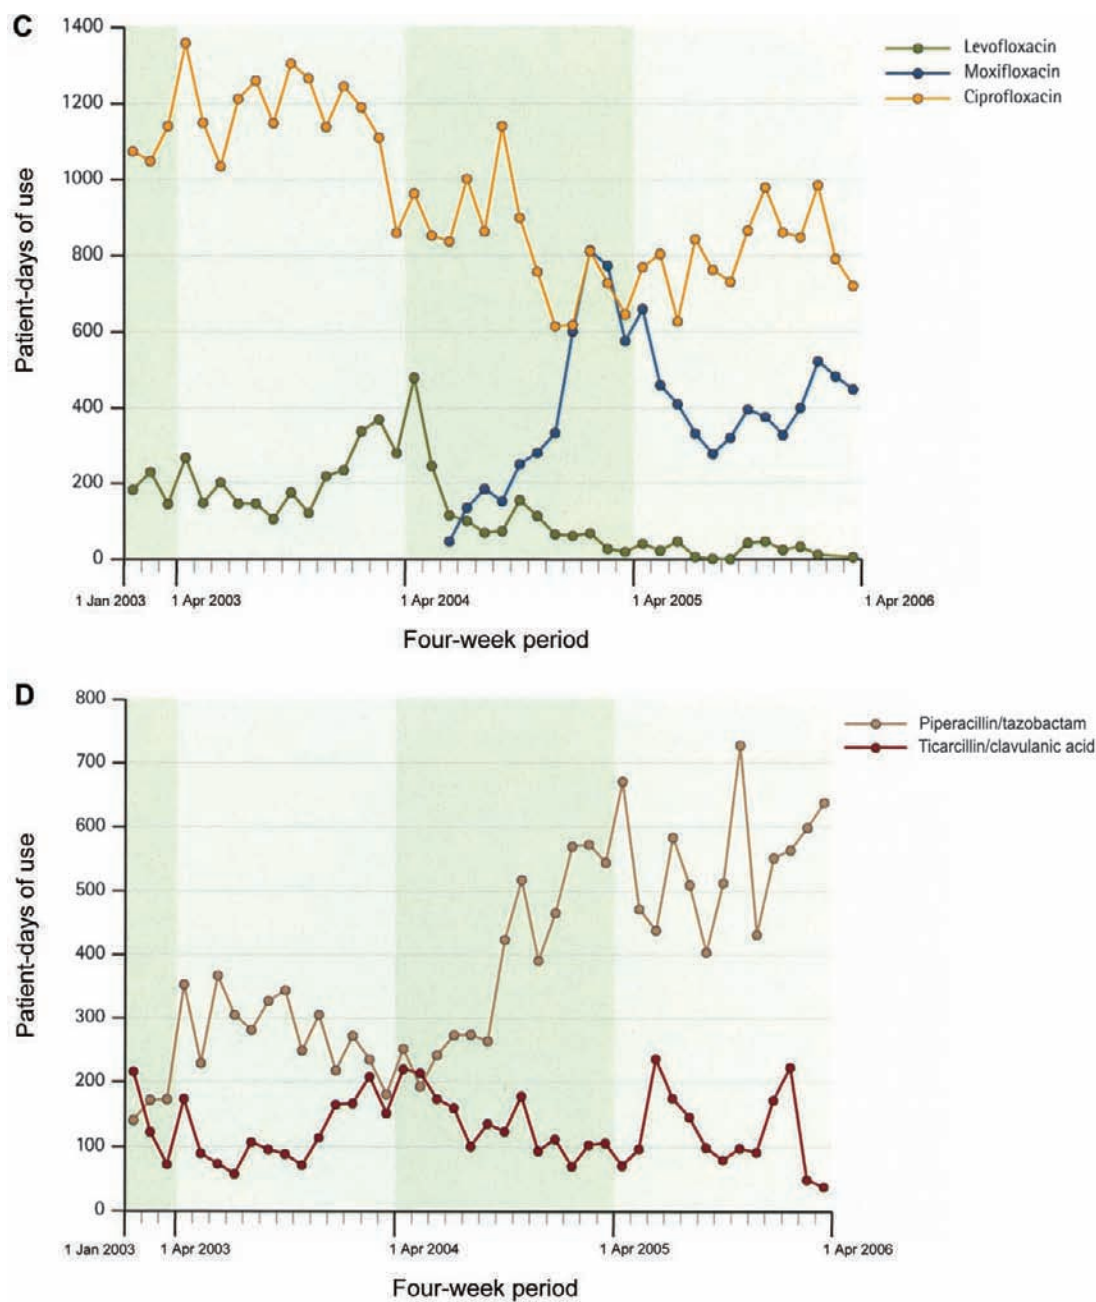 C
1400
1200
1000
800
600
400
200
0
Patient-days of use
Levofloxacin
Moxifloxacin
Ciprofloxacin
1 Jan 2003 1 Apr 2003 1 Apr 2004 1 Apr 2005 1 Apr 2006
Four-week period
D
800
700
600
500
400
300
200
100
0
Patient-days of use
Piperacillin/tazobactam
Ticarcillin/clavulanic acid
1 Jan 2003 1 Apr 2003 1 Apr 2004 1 Apr 2005 1 Apr 2006
Four-week period